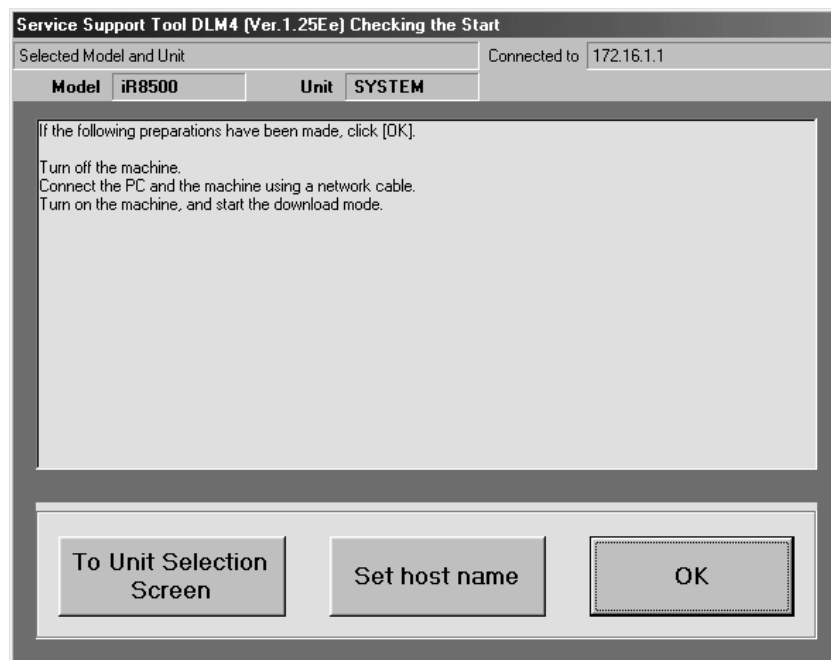 Service Support Tool DLM4 (Ver.1.25Ee) Checking the St
Selected Model and Unit
Connected to 172.16.1.1
Model iR8500 Unit SYSTEM
If the following preparations have been made, click [OK].
Turn off the machine.
Connect the PC and the machine using a network cable.
Turn on the machine, and start the download mode.
To Unit Selection
Screen
Set host name
OK